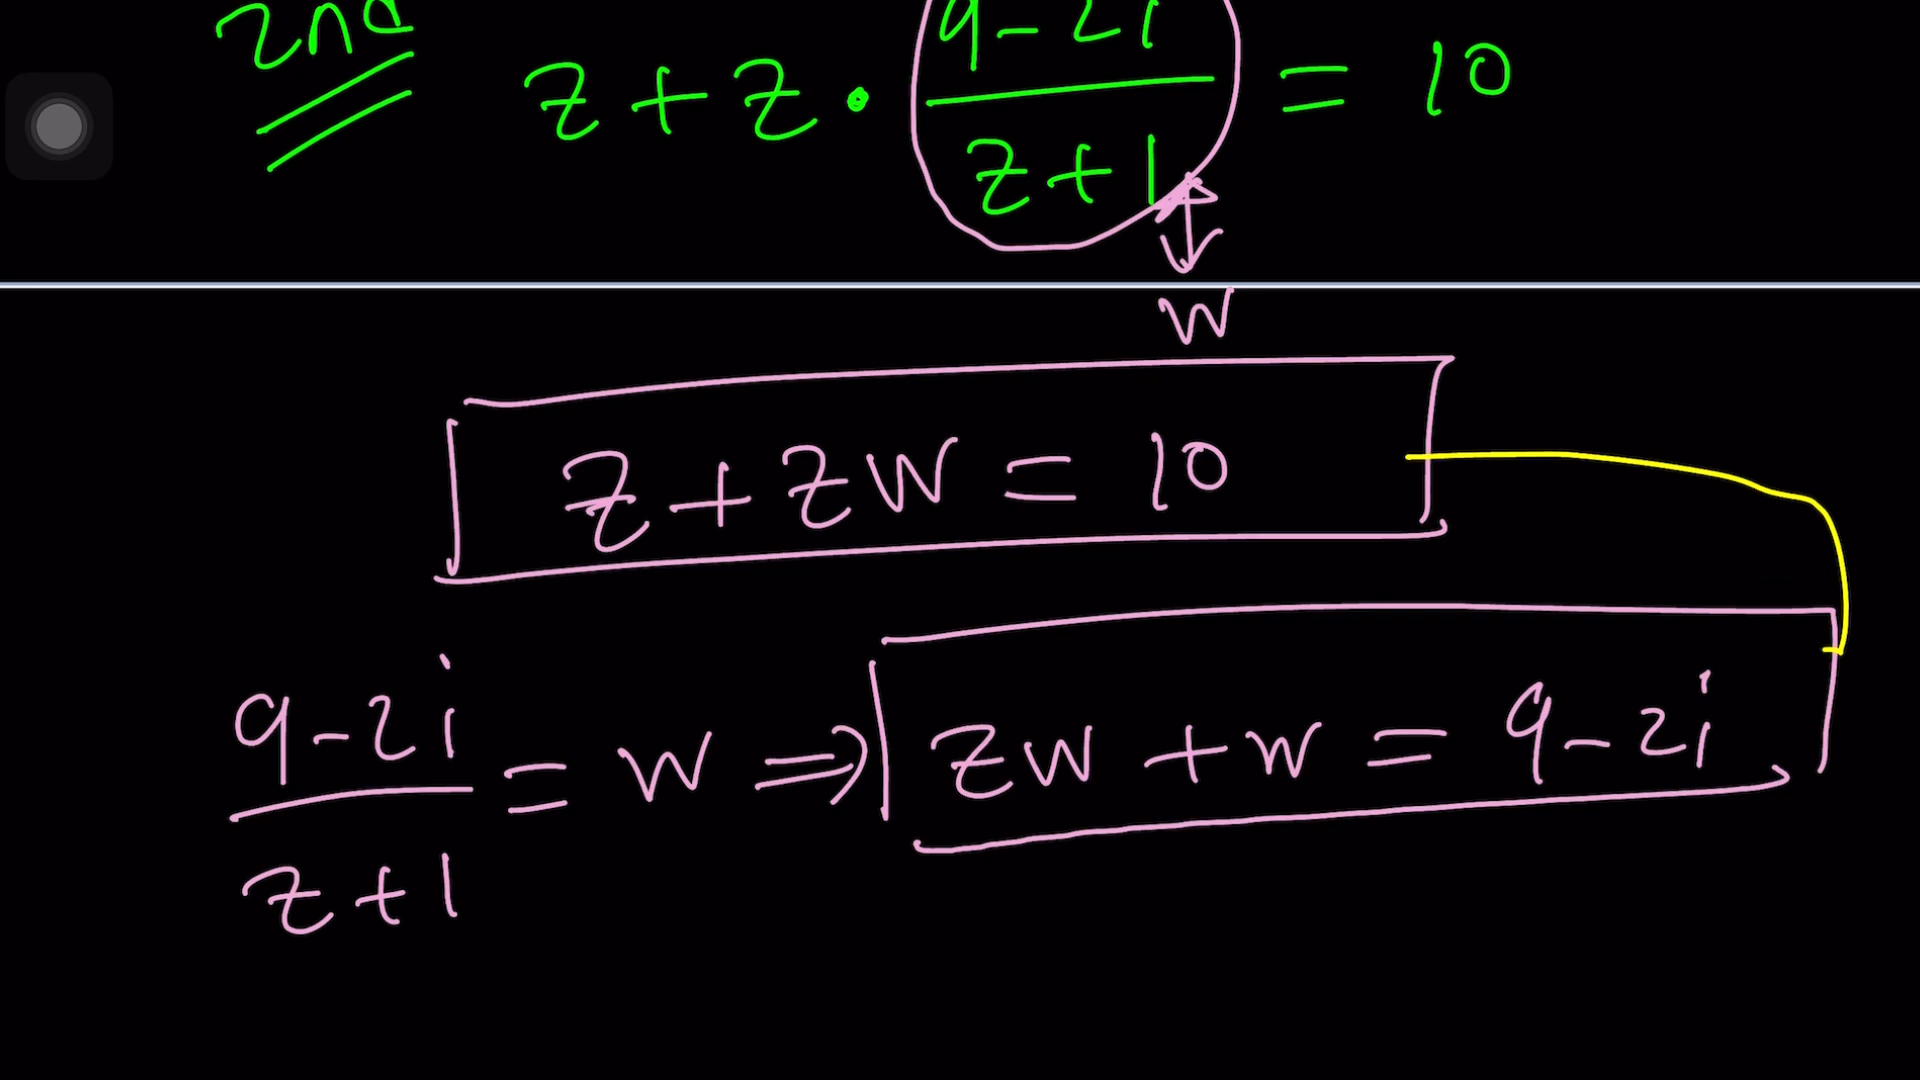 2nd z + z · (9-2i)/(z+1) = 10
w
z + zw = 10
(9-2i)/(z+1) = w ⇒ zw + w = 9-2i